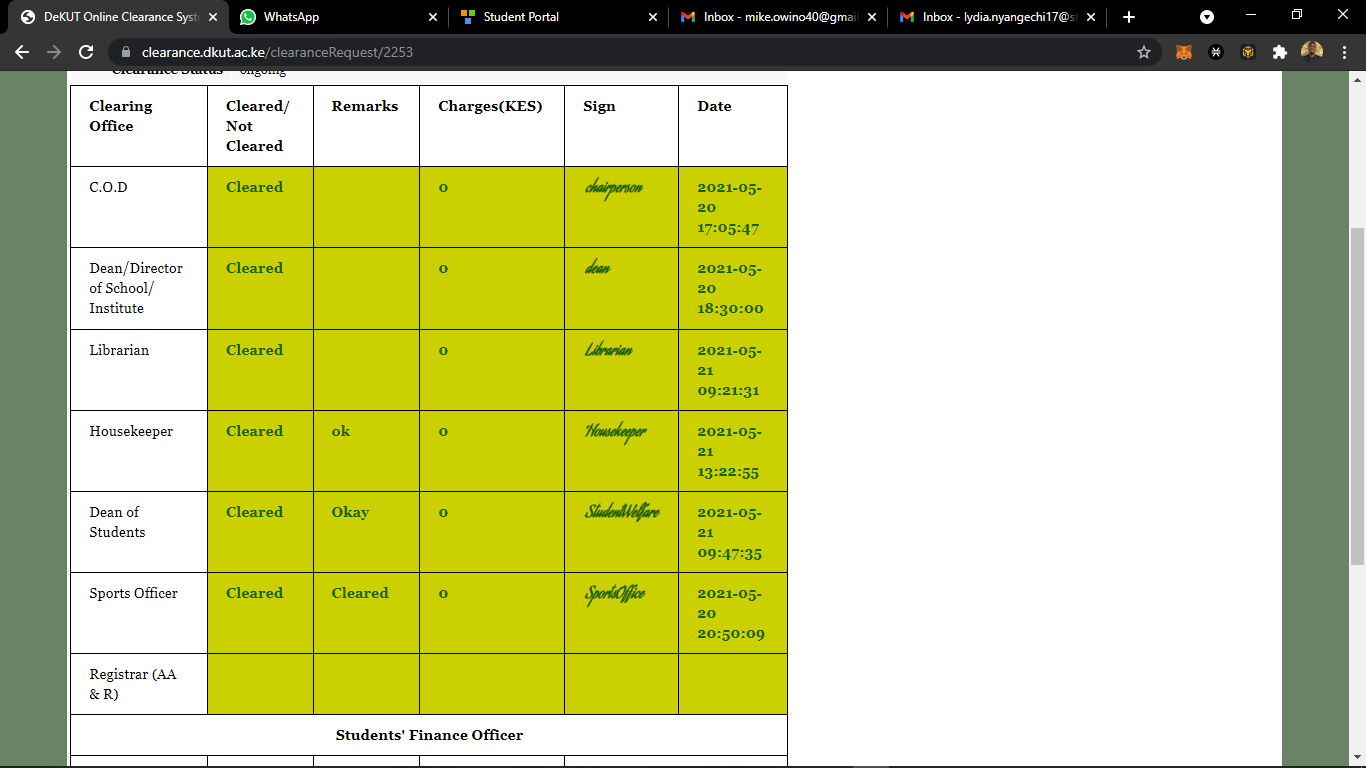 DeKUT Online Clearance Syst
WhatsApp
Student Portal
Inbox - mike.owino40@gmai
Inbox - lydia.nyangechi17@s
clearance.dkut.ac.ke/clearanceRequest/2253
Clearance Status ongoing
Clearing Office
Cleared/ Not Cleared
Remarks
Charges(KES)
Sign
Date
C.O.D
Cleared
0
chairperson
2021-05-
20
17:05:47
Dean/Director
of School/
Institute
Cleared
0
dean
2021-05-
20
18:30:00
Librarian
Cleared
0
Librarian
2021-05-
21
09:21:31
Housekeeper
Cleared
ok
0
Housekeeper
2021-05-
21
13:22:55
Dean of
Students
Cleared
Okay
0
StudentWelfare
2021-05-
21
09:47:35
Sports Officer
Cleared
Cleared
0
SportsOffice
2021-05-
20
20:50:09
Registrar (AA
& R)
Students' Finance Officer